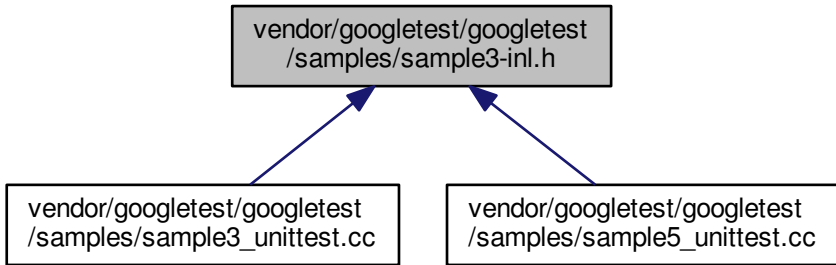 vendor/googletest/googletest
/samples/sample3-inl.h
vendor/googletest/googletest
/samples/sample3_unittest.cc
vendor/googletest/googletest
/samples/sample5_unittest.cc